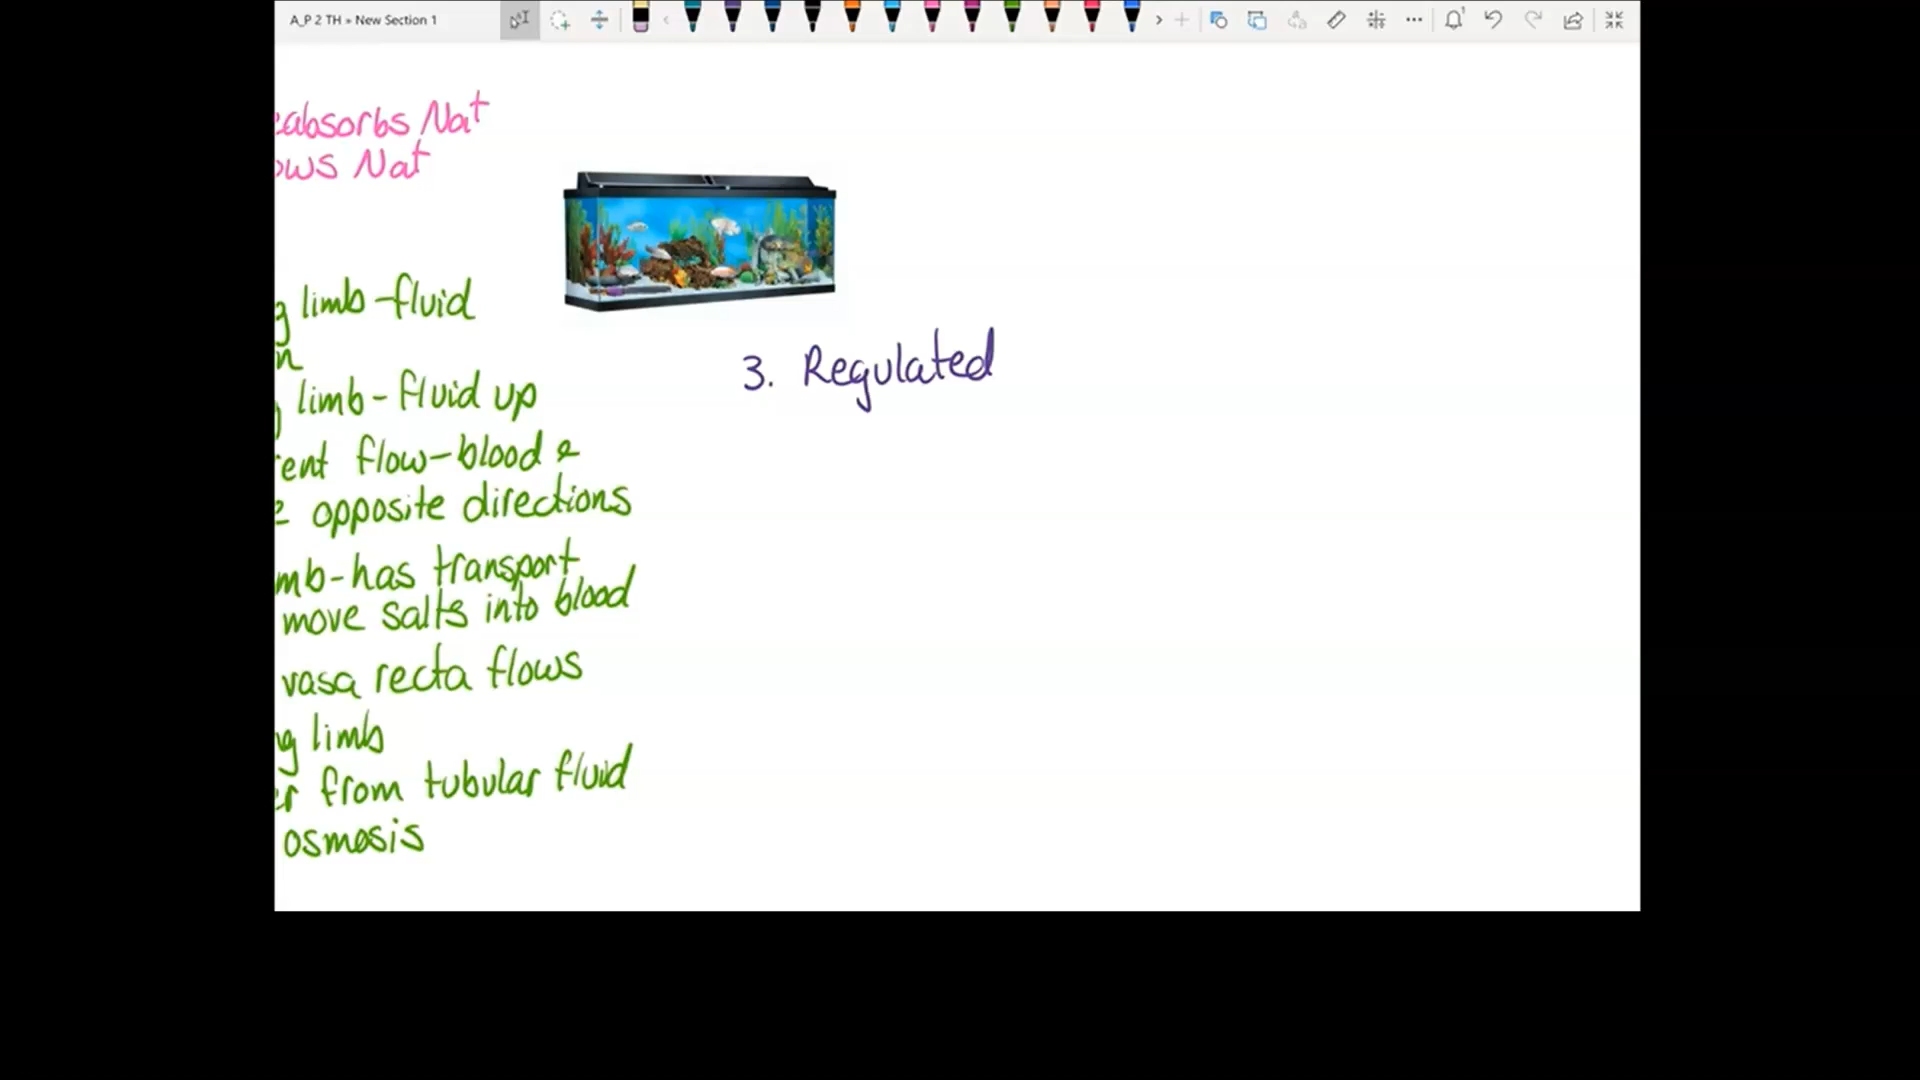 A_P 2 TH » New Section 1
eabsorbs Na+
ows Na+
g limb-fluid
n
limb-fluid up
ent flow-blood &
opposite directions
mb-has transport
move salts into blood
vasa recta flows
g limb
er from tubular fluid
osmosis
3. Regulated